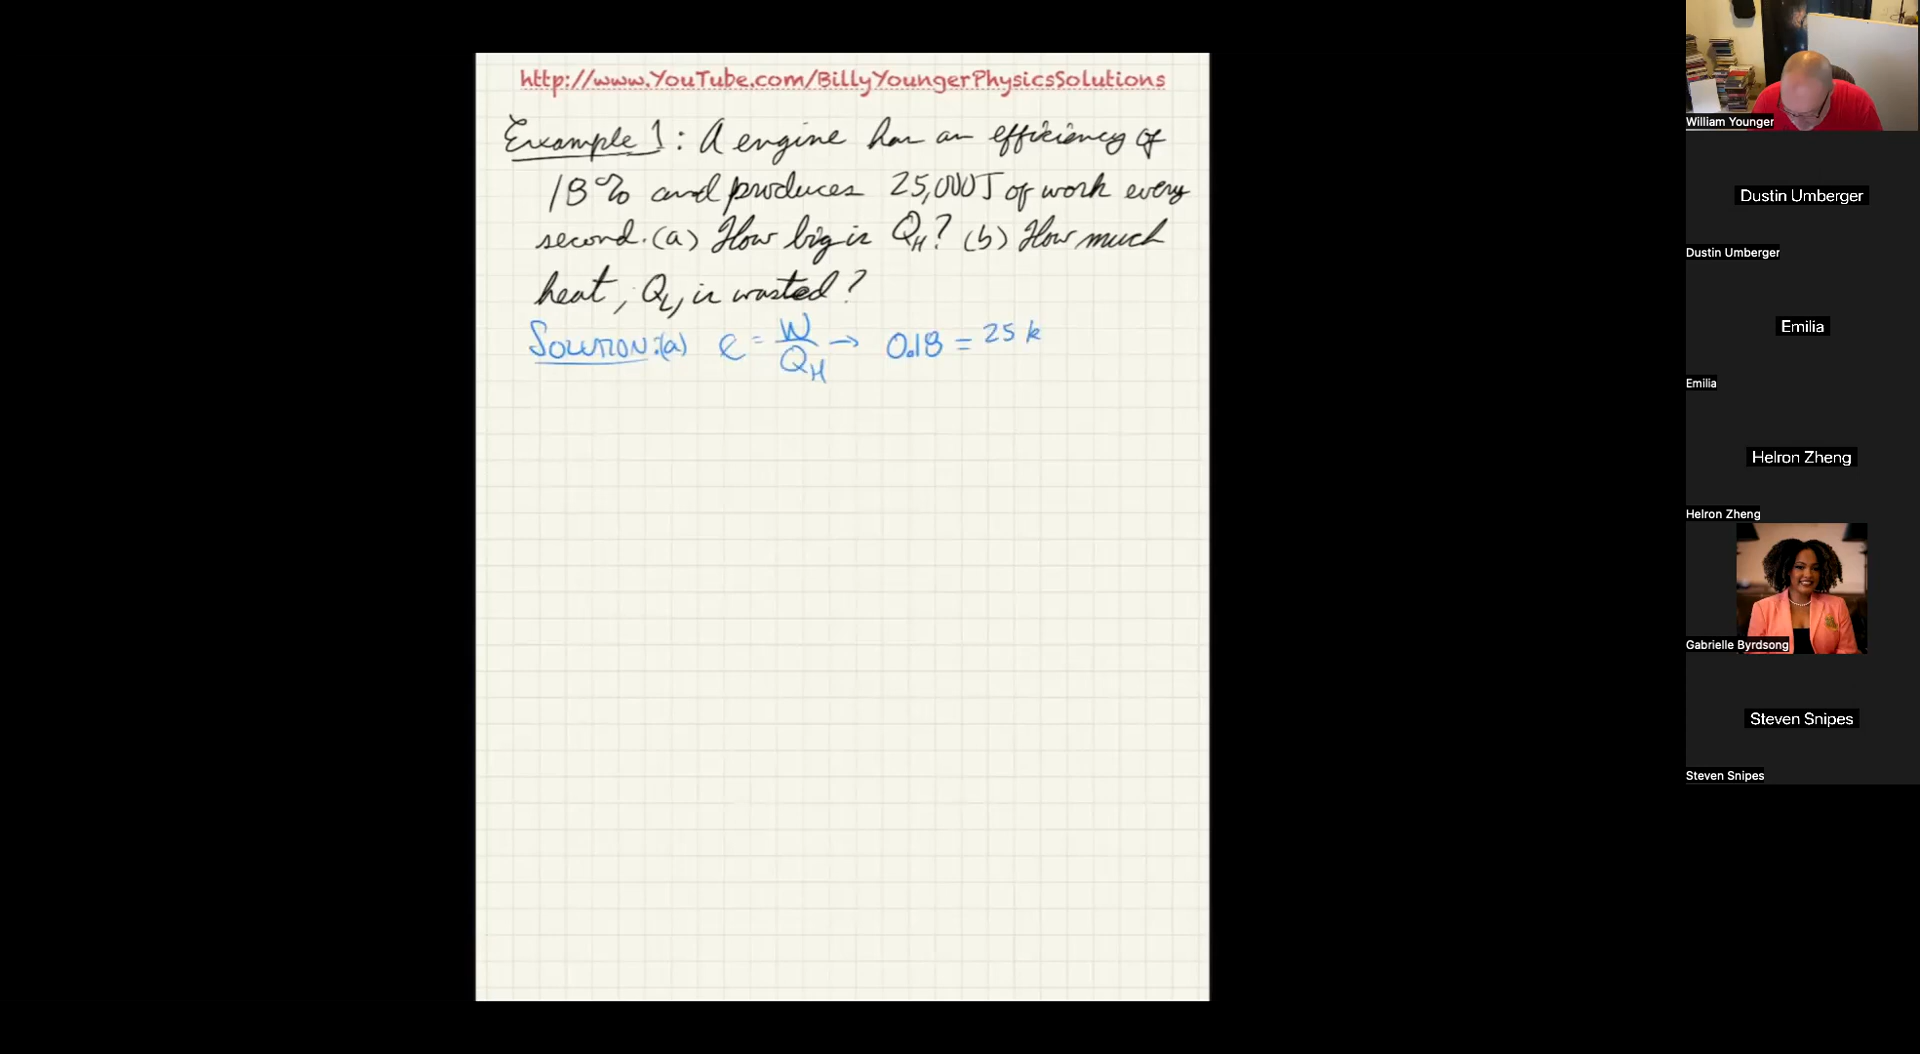 http://www.YouTube.com/BillyYoungerPhysicsSolutions
Example 1: A engine has an efficiency of
18% and produces 25,000J of work every
second. (a) How big is QH? (b) How much
heat, QL, is wasted?
SOLUTION: (a) e = W/QH → 0.18 = 25 k
William Younger
Dustin Umberger
Dustin Umberger
Emilia
Emilia
Helron Zheng
Helron Zheng
Gabrielle Byrdsong
Steven Snipes
Steven Snipes